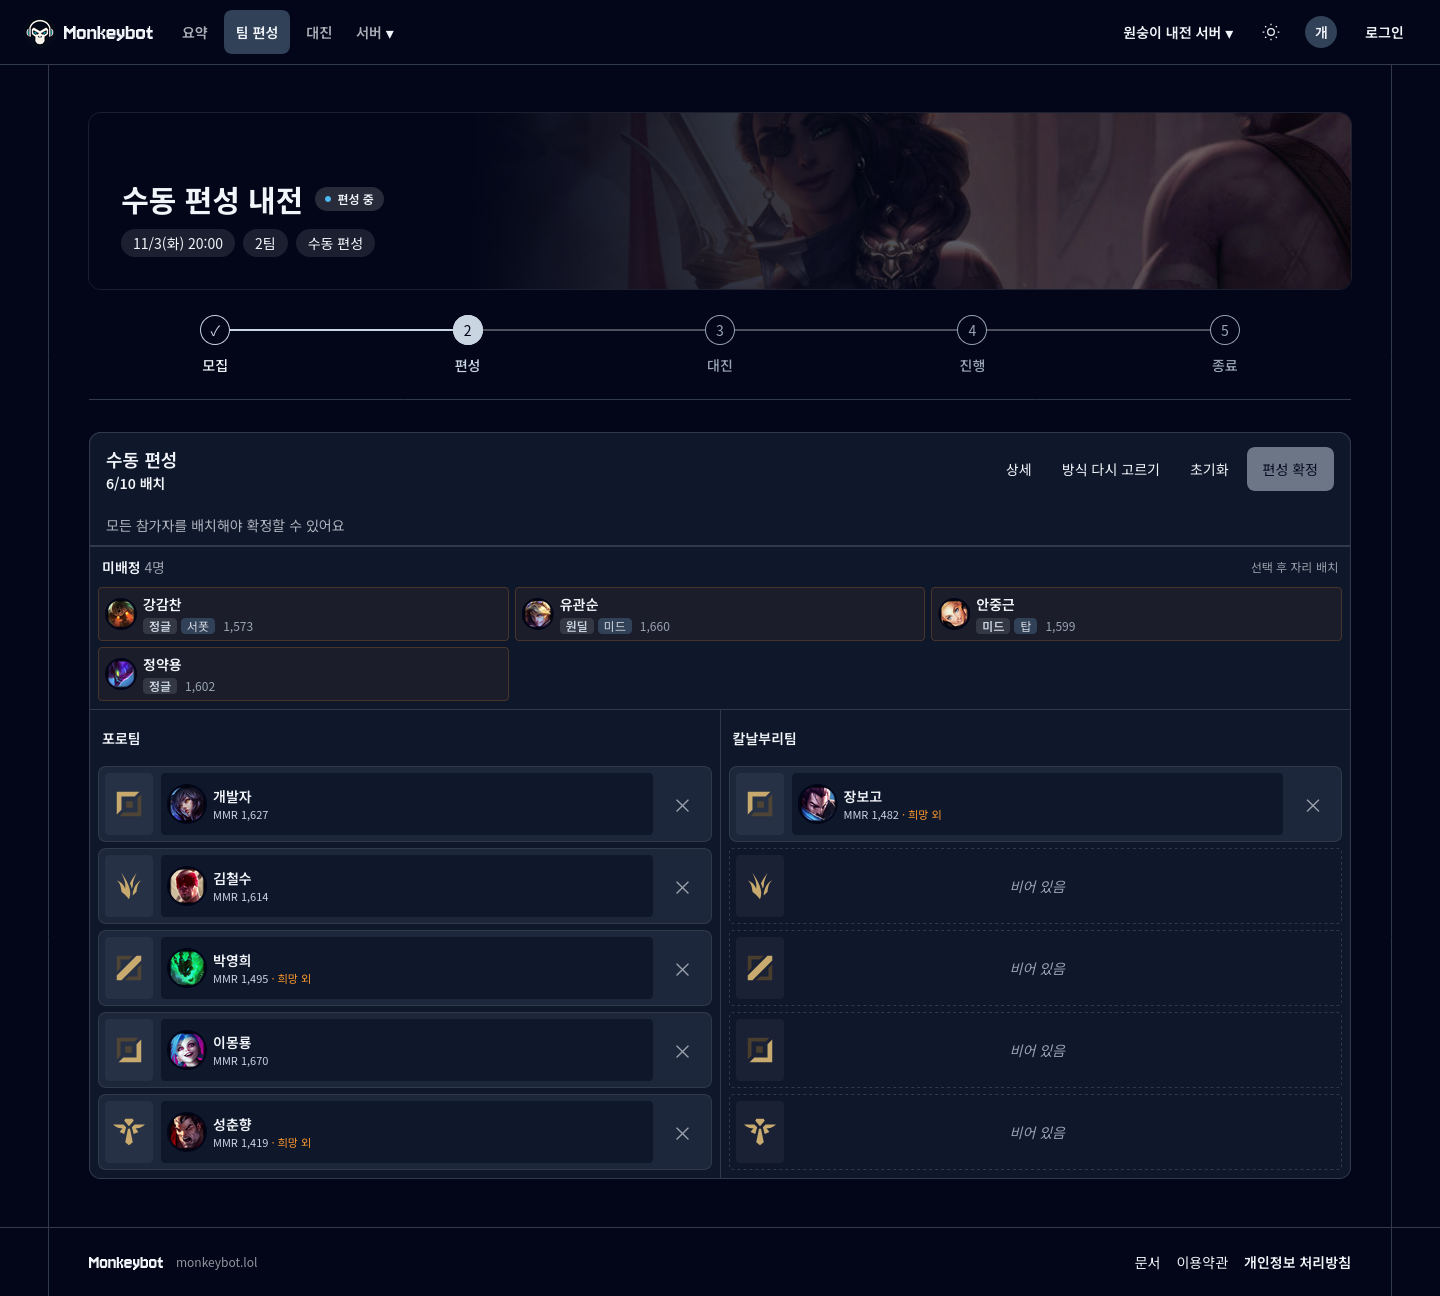 Monkeybot 요약 팀 편성 대진 서버 ▾ 원숭이 내전 서버 ▾ 개 로그인
수동 편성 내전 편성 중
11/3(화) 20:00 2팀 수동 편성
✓ 2 3 4 5
모집 편성 대진 진행 종료
수동 편성
6/10 배치
상세 방식 다시 고르기 초기화 편성 확정
모든 참가자를 배치해야 확정할 수 있어요
미배정 4명 선택 후 자리 배치
강감찬
정글 서폿 1,573
유관순
원딜 미드 1,660
안중근
미드 탑 1,599
정약용
정글 1,602
포로팀
개발자
MMR 1,627
김철수
MMR 1,614
박영희
MMR 1,495 · 희망 외
이몽룡
MMR 1,670
성춘향
MMR 1,419 · 희망 외
칼날부리팀
장보고
MMR 1,482 · 희망 외
비어 있음
비어 있음
비어 있음
비어 있음
Monkeybot monkeybot.lol 문서 이용약관 개인정보 처리방침